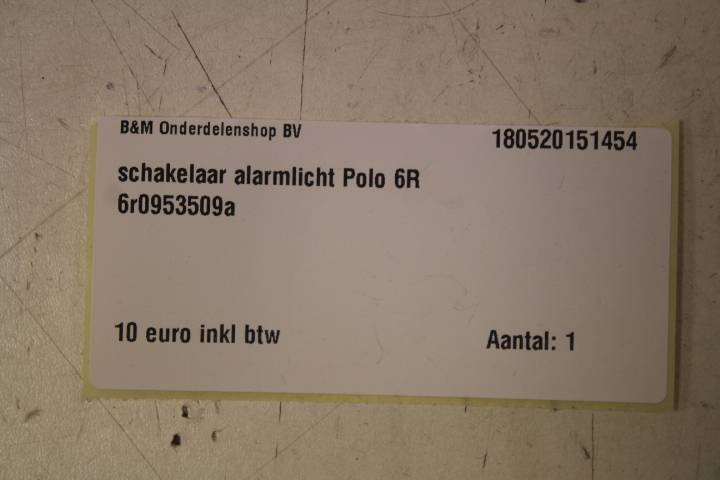 B&M Onderdelenshop BV
180520151454
schakelaar alarmlicht Polo 6R
6r0953509a
10 euro inkl btw
Aantal: 1